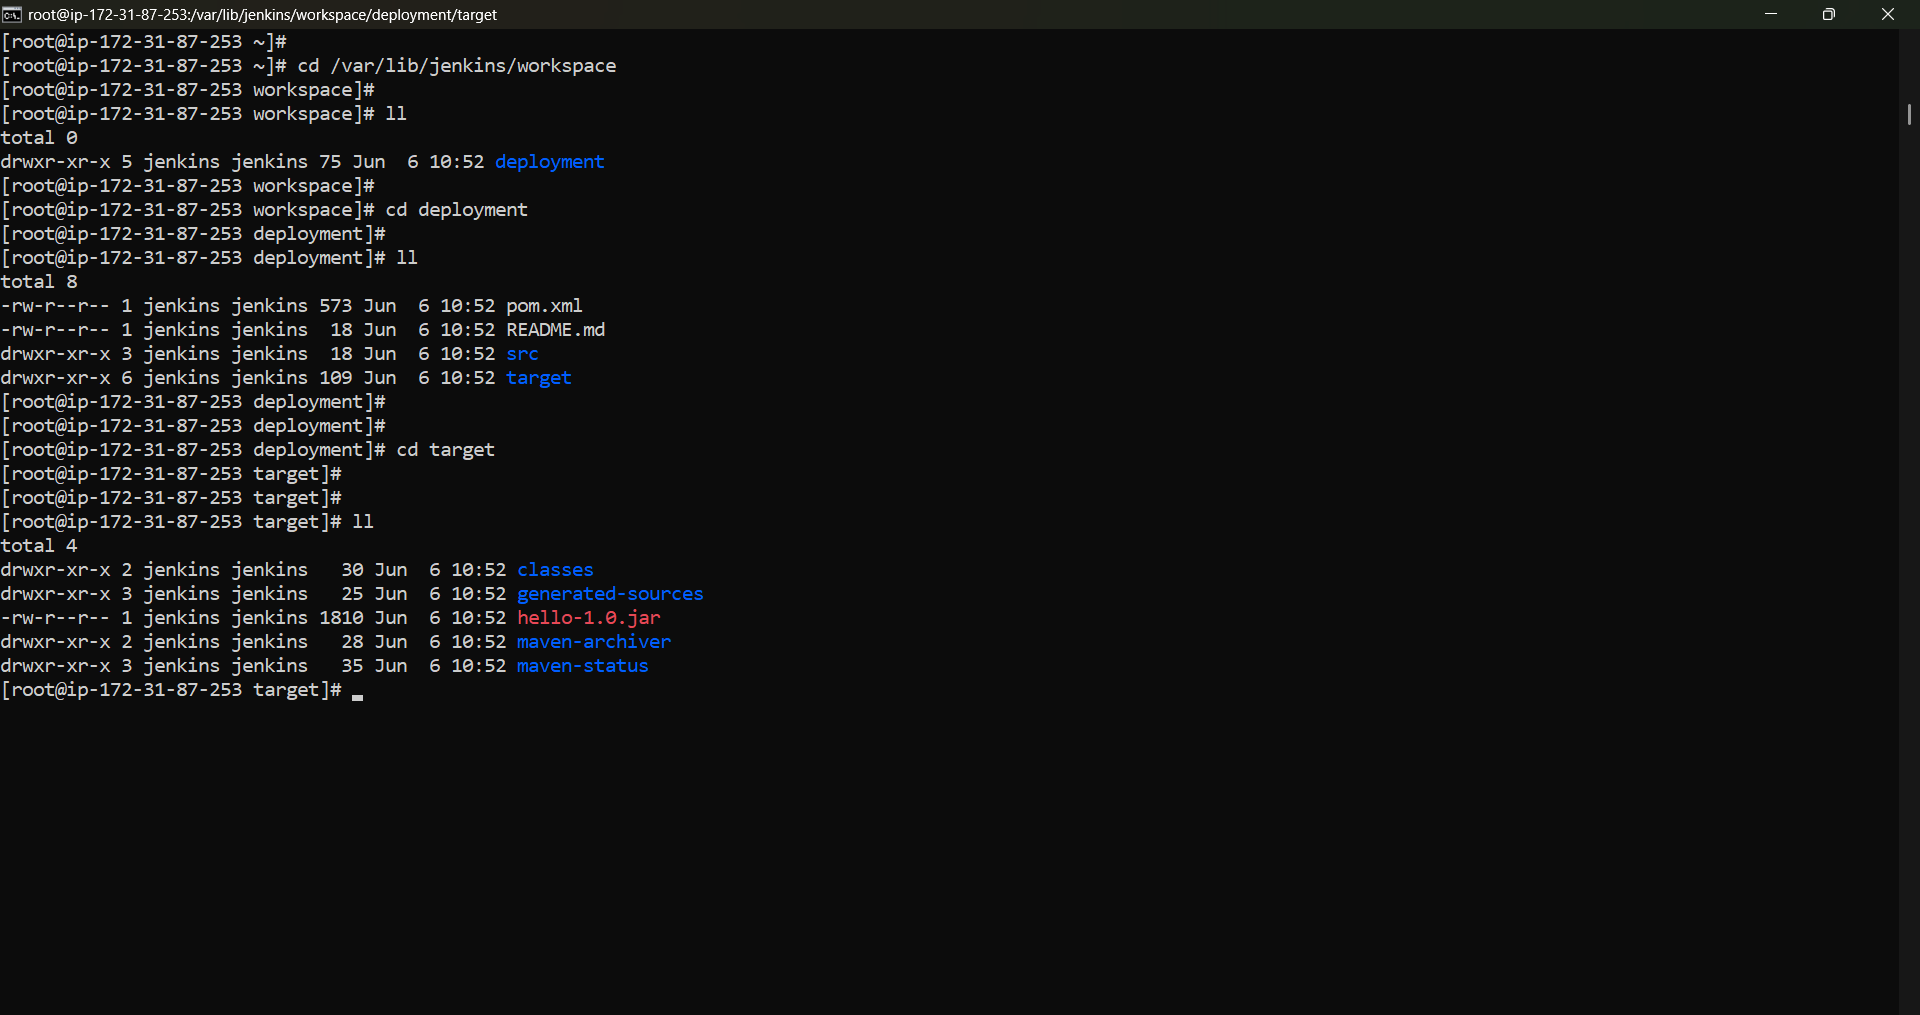 root@ip-172-31-87-253:/var/lib/jenkins/workspace/deployment/target
[root@ip-172-31-87-253 ~]#
[root@ip-172-31-87-253 ~]# cd /var/lib/jenkins/workspace
[root@ip-172-31-87-253 workspace]#
[root@ip-172-31-87-253 workspace]# ll
total 0
drwxr-xr-x 5 jenkins jenkins 75 Jun  6 10:52 deployment
[root@ip-172-31-87-253 workspace]#
[root@ip-172-31-87-253 workspace]# cd deployment
[root@ip-172-31-87-253 deployment]#
[root@ip-172-31-87-253 deployment]# ll
total 8
-rw-r--r-- 1 jenkins jenkins 573 Jun  6 10:52 pom.xml
-rw-r--r-- 1 jenkins jenkins  18 Jun  6 10:52 README.md
drwxr-xr-x 3 jenkins jenkins  18 Jun  6 10:52 src
drwxr-xr-x 6 jenkins jenkins 109 Jun  6 10:52 target
[root@ip-172-31-87-253 deployment]#
[root@ip-172-31-87-253 deployment]#
[root@ip-172-31-87-253 deployment]# cd target
[root@ip-172-31-87-253 target]#
[root@ip-172-31-87-253 target]#
[root@ip-172-31-87-253 target]# ll
total 4
drwxr-xr-x 2 jenkins jenkins   30 Jun  6 10:52 classes
drwxr-xr-x 3 jenkins jenkins   25 Jun  6 10:52 generated-sources
-rw-r--r-- 1 jenkins jenkins 1810 Jun  6 10:52 hello-1.0.jar
drwxr-xr-x 2 jenkins jenkins   28 Jun  6 10:52 maven-archiver
drwxr-xr-x 3 jenkins jenkins   35 Jun  6 10:52 maven-status
[root@ip-172-31-87-253 target]#